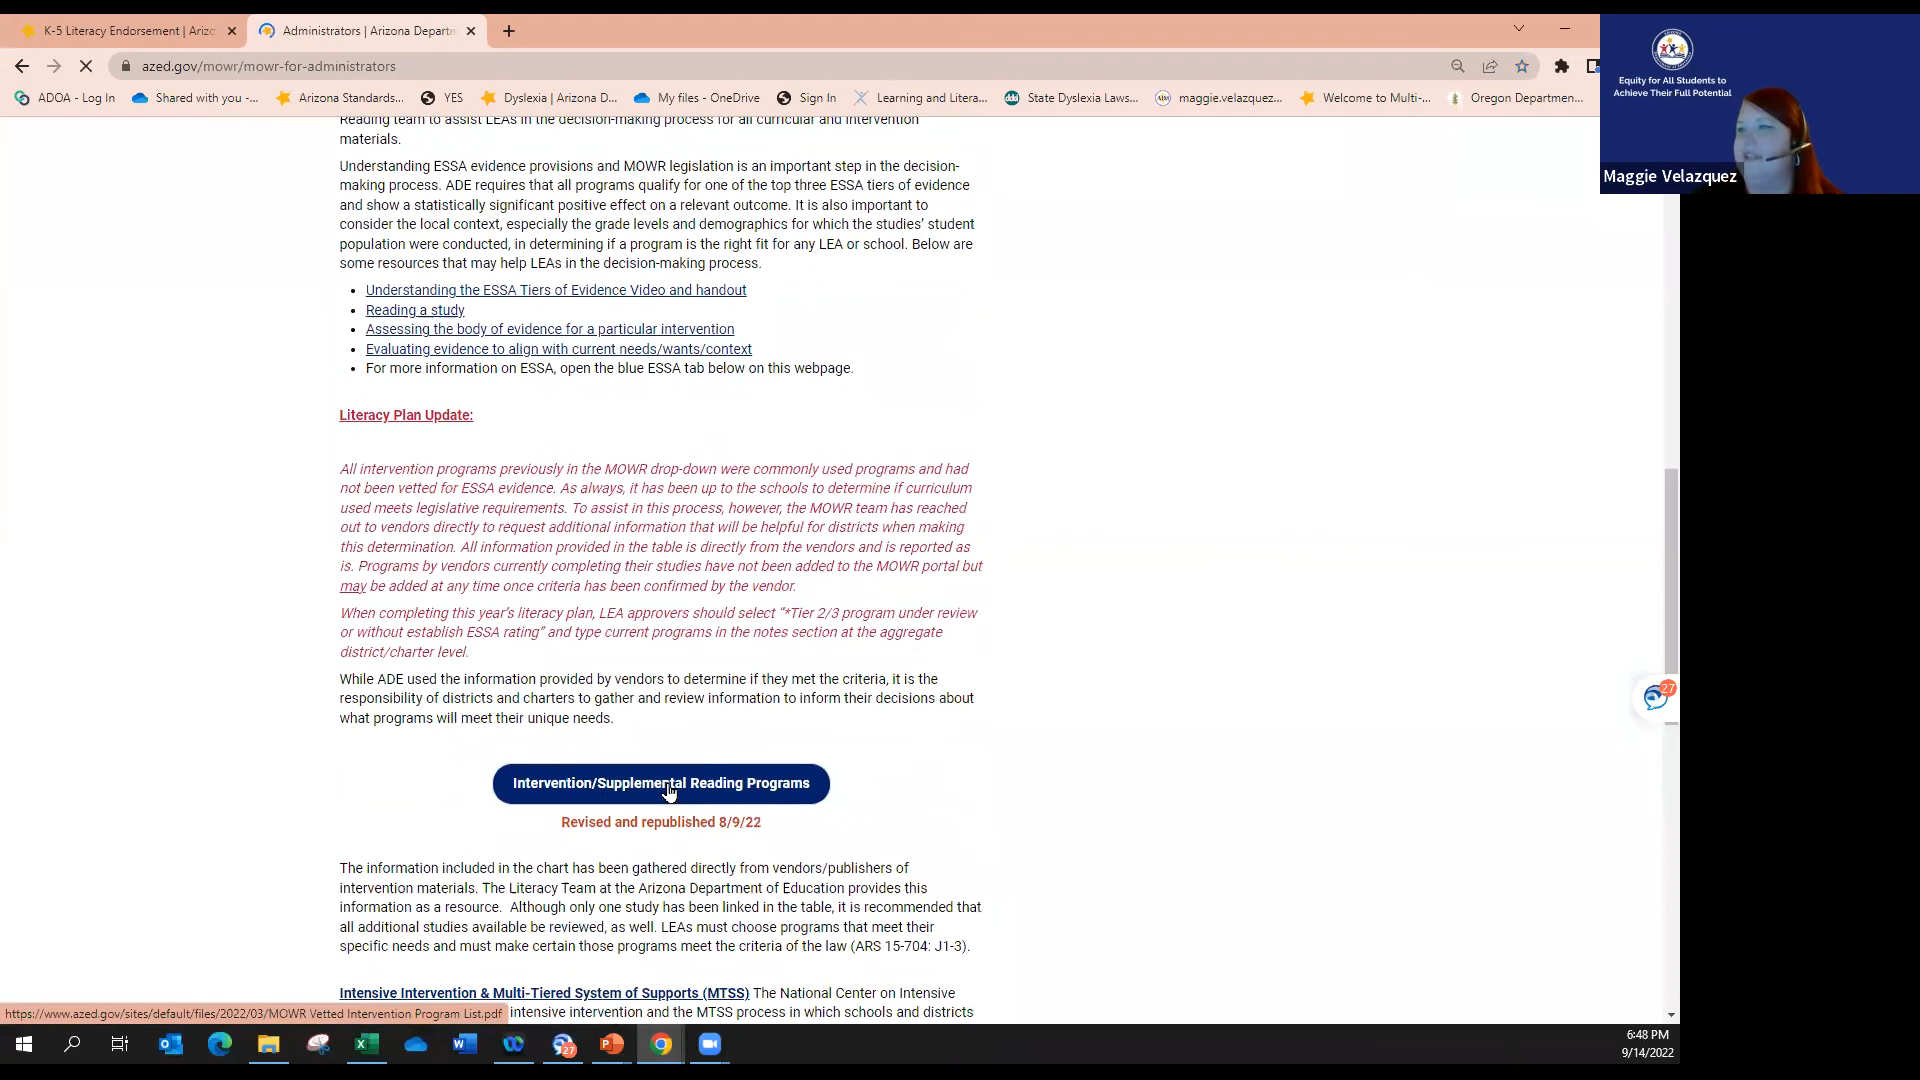 K-5 Literacy Endorsement | Arizo
Administrators | Arizona Departm
azed.gov/mowr/mowr-for-administrators
ADOA - Log In
Shared with you -...
Arizona Standards...
YES
Dyslexia | Arizona D...
My files - OneDrive
Sign In
Learning and Litera...
State Dyslexia Laws...
maggie.velazquez...
Welcome to Multi-...
Oregon Departmen...
Equity for All Students to
Achieve Their Full Potential
Maggie Velazquez
Reading team to assist LEAs in the decision-making process for all curricular and intervention
materials.
Understanding ESSA evidence provisions and MOWR legislation is an important step in the decision-
making process. ADE requires that all programs qualify for one of the top three ESSA tiers of evidence
and show a statistically significant positive effect on a relevant outcome. It is also important to
consider the local context, especially the grade levels and demographics for which the studies' student
population were conducted, in determining if a program is the right fit for any LEA or school. Below are
some resources that may help LEAs in the decision-making process.
• Understanding the ESSA Tiers of Evidence Video and handout
• Reading a study
• Assessing the body of evidence for a particular intervention
• Evaluating evidence to align with current needs/wants/context
• For more information on ESSA, open the blue ESSA tab below on this webpage.
Literacy Plan Update:
All intervention programs previously in the MOWR drop-down were commonly used programs and had
not been vetted for ESSA evidence. As always, it has been up to the schools to determine if curriculum
used meets legislative requirements. To assist in this process, however, the MOWR team has reached
out to vendors directly to request additional information that will be helpful for districts when making
this determination. All information provided in the table is directly from the vendors and is reported as
is. Programs by vendors currently completing their studies have not been added to the MOWR portal but
may be added at any time once criteria has been confirmed by the vendor.
When completing this year's literacy plan, LEA approvers should select "*Tier 2/3 program under review
or without establish ESSA rating" and type current programs in the notes section at the aggregate
district/charter level.
While ADE used the information provided by vendors to determine if they met the criteria, it is the
responsibility of districts and charters to gather and review information to inform their decisions about
what programs will meet their unique needs.
27
Intervention/Supplemental Reading Programs
Revised and republished 8/9/22
The information included in the chart has been gathered directly from vendors/publishers of
intervention materials. The Literacy Team at the Arizona Department of Education provides this
information as a resource.  Although only one study has been linked in the table, it is recommended that
all additional studies available be reviewed, as well. LEAs must choose programs that meet their
specific needs and must make certain those programs meet the criteria of the law (ARS 15-704: J1-3).
Intensive Intervention & Multi-Tiered System of Supports (MTSS) The National Center on Intensive
https://www.azed.gov/sites/default/files/2022/03/MOWR Vetted Intervention Program List.pdf
intensive intervention and the MTSS process in which schools and districts
27
6:48 PM
9/14/2022